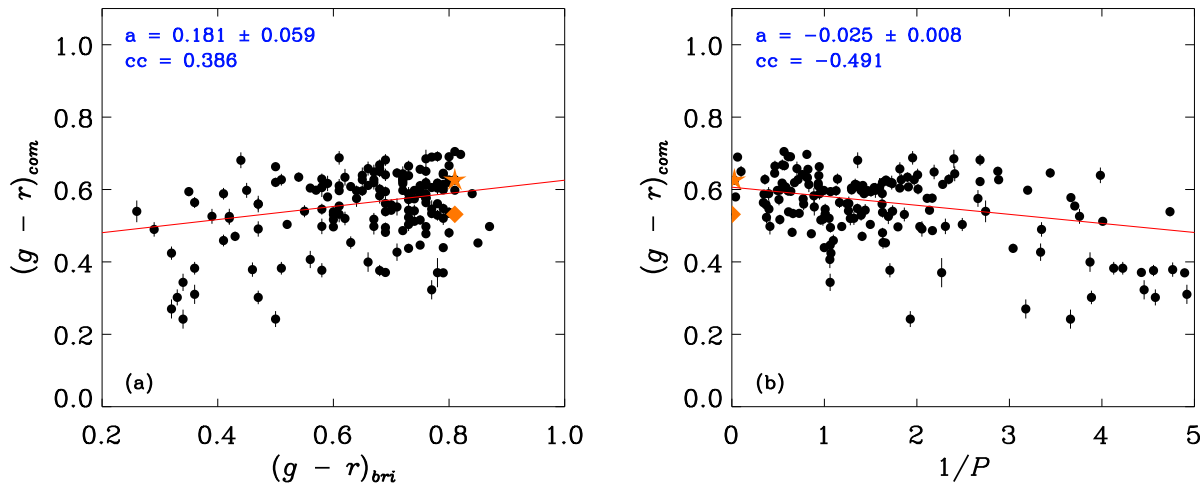 a = 0.181 ± 0.059
cc = 0.386
1.0
0.8
0.6
0.4
0.2
0.0
(g − r)com
(a)
0.2 0.4 0.6 0.8 1.0
(g − r)bri
a = −0.025 ± 0.008
cc = −0.491
1.0
0.8
0.6
0.4
0.2
0.0
(g − r)com
(b)
0 1 2 3 4 5
1/P